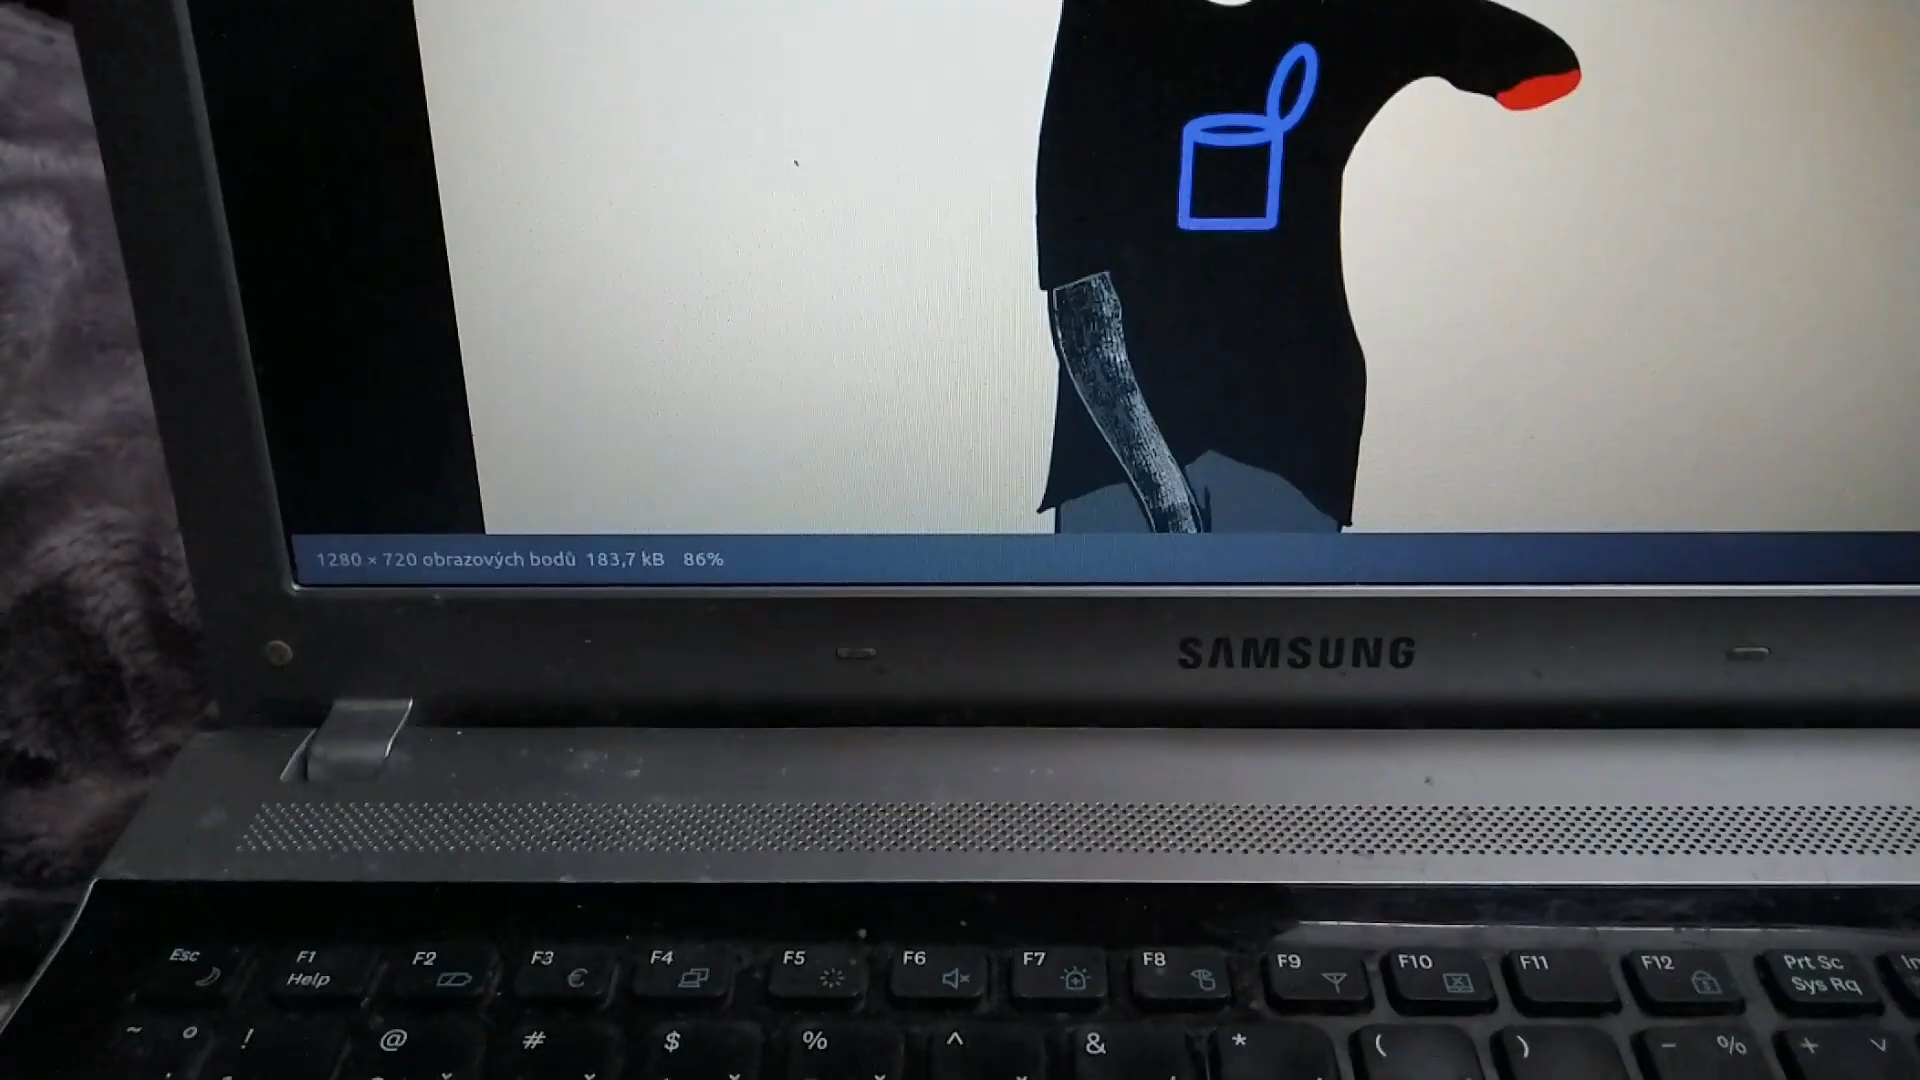 1280 × 720 obrazových bodů 183,7 kB 86%
SAMSUNG
Esc F1 F2 F3 F4 F5 F6 F7 F8 F9 F10 F11 F12 Prt Sc
Help € Sys Rq
~ ° ! @ # $ % ^ & * ( ) − % +